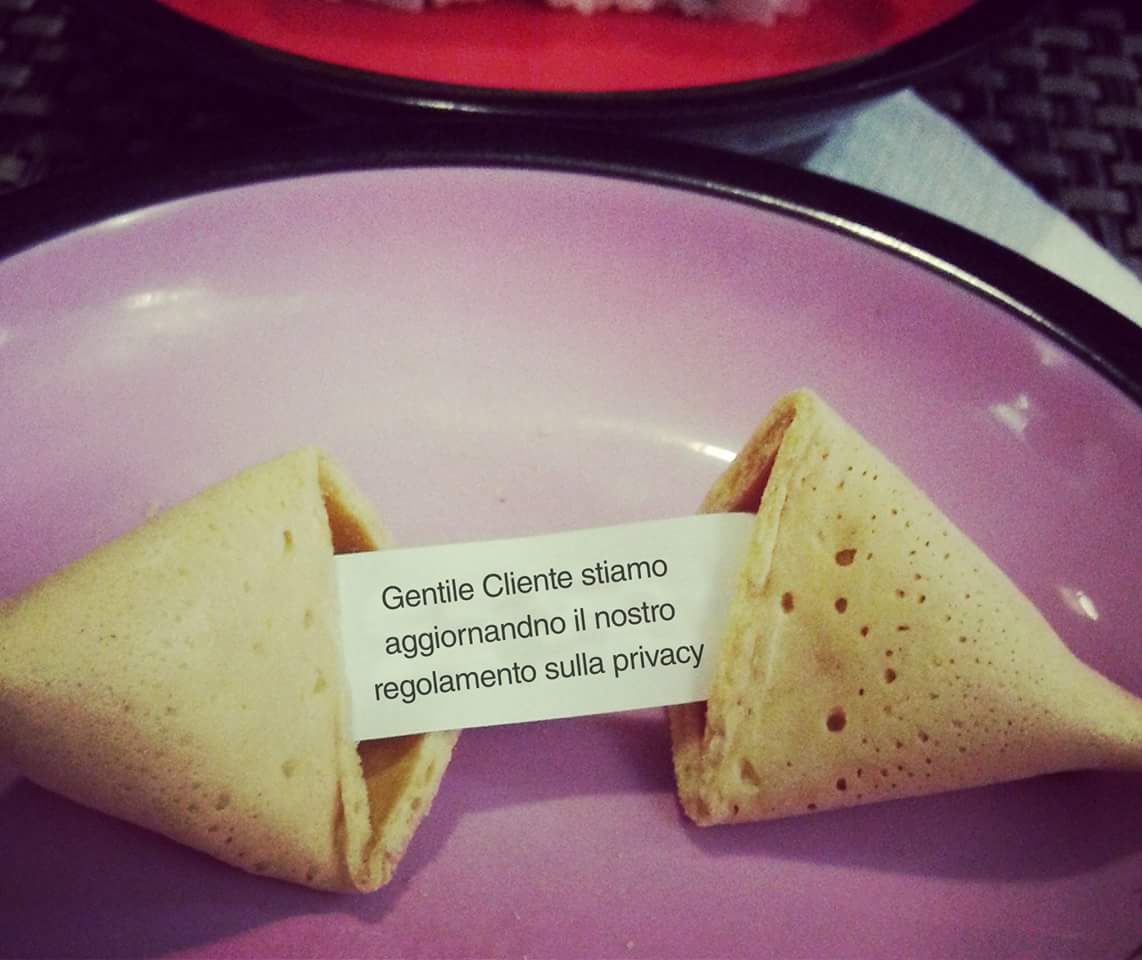 Gentile Cliente stiamo
aggiornandno il nostro
regolamento sulla privacy